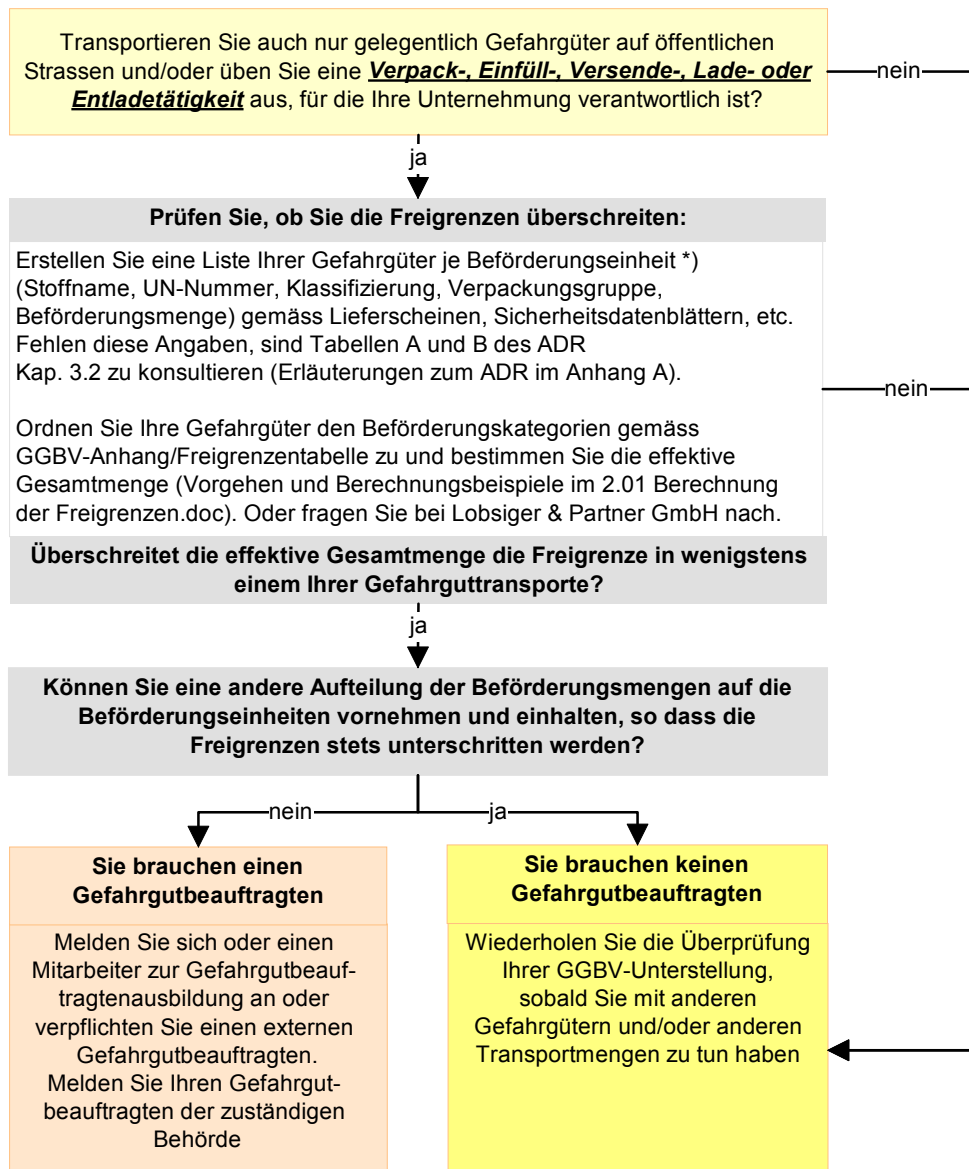 Transportieren Sie auch nur gelegentlich Gefahrgüter auf öffentlichen
Strassen und/oder üben Sie eine Verpack-, Einfüll-, Versende-, Lade- oder
Entladetätigkeit aus, für die Ihre Unternehmung verantwortlich ist?
nein
ja
Prüfen Sie, ob Sie die Freigrenzen überschreiten:
Erstellen Sie eine Liste Ihrer Gefahrgüter je Beförderungseinheit *)
(Stoffname, UN-Nummer, Klassifizierung, Verpackungsgruppe,
Beförderungsmenge) gemäss Lieferscheinen, Sicherheitsdatenblättern, etc.
Fehlen diese Angaben, sind Tabellen A und B des ADR
Kap. 3.2 zu konsultieren (Erläuterungen zum ADR im Anhang A).
nein
Ordnen Sie Ihre Gefahrgüter den Beförderungskategorien gemäss
GGBV-Anhang/Freigrenzentabelle zu und bestimmen Sie die effektive
Gesamtmenge (Vorgehen und Berechnungsbeispiele im 2.01 Berechnung
der Freigrenzen.doc). Oder fragen Sie bei Lobsiger & Partner GmbH nach.
Überschreitet die effektive Gesamtmenge die Freigrenze in wenigstens
einem Ihrer Gefahrguttransporte?
ja
Können Sie eine andere Aufteilung der Beförderungsmengen auf die
Beförderungseinheiten vornehmen und einhalten, so dass die
Freigrenzen stets unterschritten werden?
nein
ja
Sie brauchen einen
Gefahrgutbeauftragten
Melden Sie sich oder einen
Mitarbeiter zur Gefahrgutbeauf-
tragtenausbildung an oder
verpflichten Sie einen externen
Gefahrgutbeauftragten.
Melden Sie Ihren Gefahrgut-
beauftragten der zuständigen
Behörde
Sie brauchen keinen
Gefahrgutbeauftragten
Wiederholen Sie die Überprüfung
Ihrer GGBV-Unterstellung,
sobald Sie mit anderen
Gefahrgütern und/oder anderen
Transportmengen zu tun haben